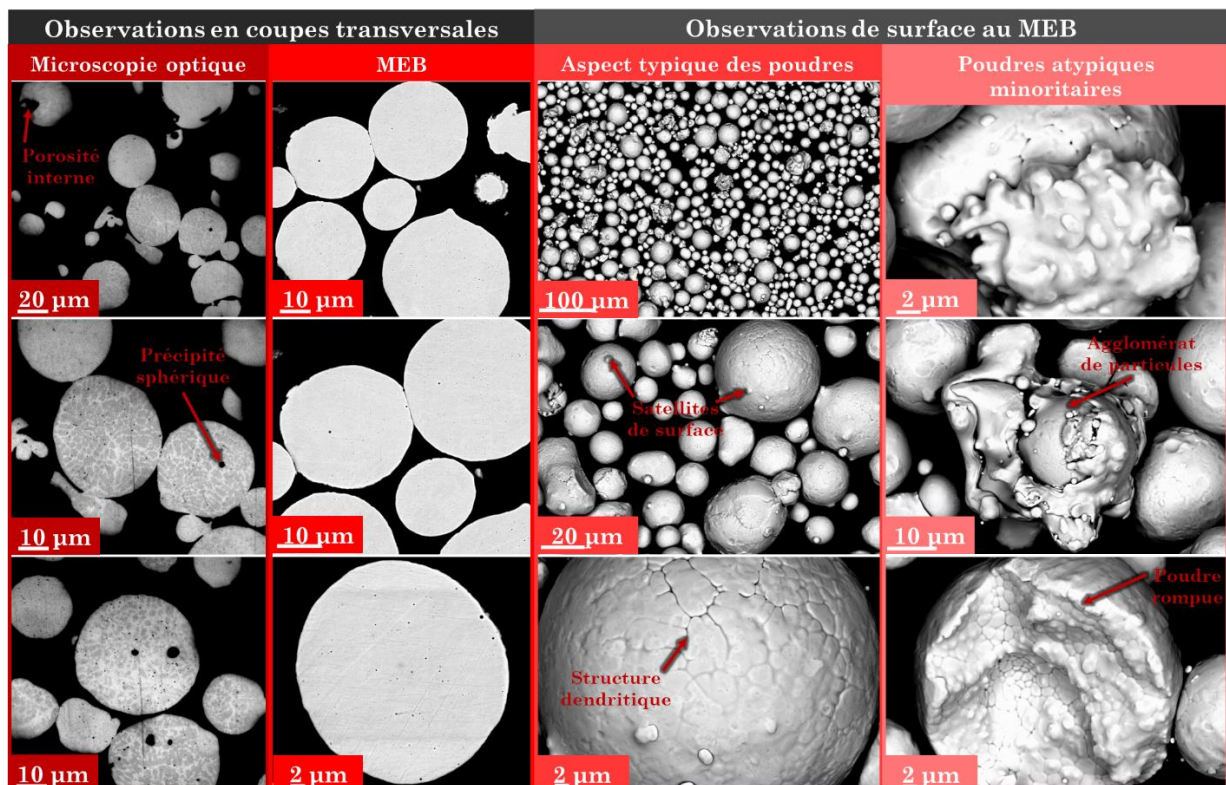 Observations en coupes transversales
Observations de surface au MEB
Microscopie optique
MEB
Aspect typique des poudres
Poudres atypiques
minoritaires
Porosité
interne
20 µm
10 µm
100 µm
2 µm
Précipité
sphérique
Satellites
de surface
Agglomérat
de particules
10 µm
10 µm
20 µm
10 µm
Structure
dendritique
Poudre
rompue
10 µm
2 µm
2 µm
2 µm